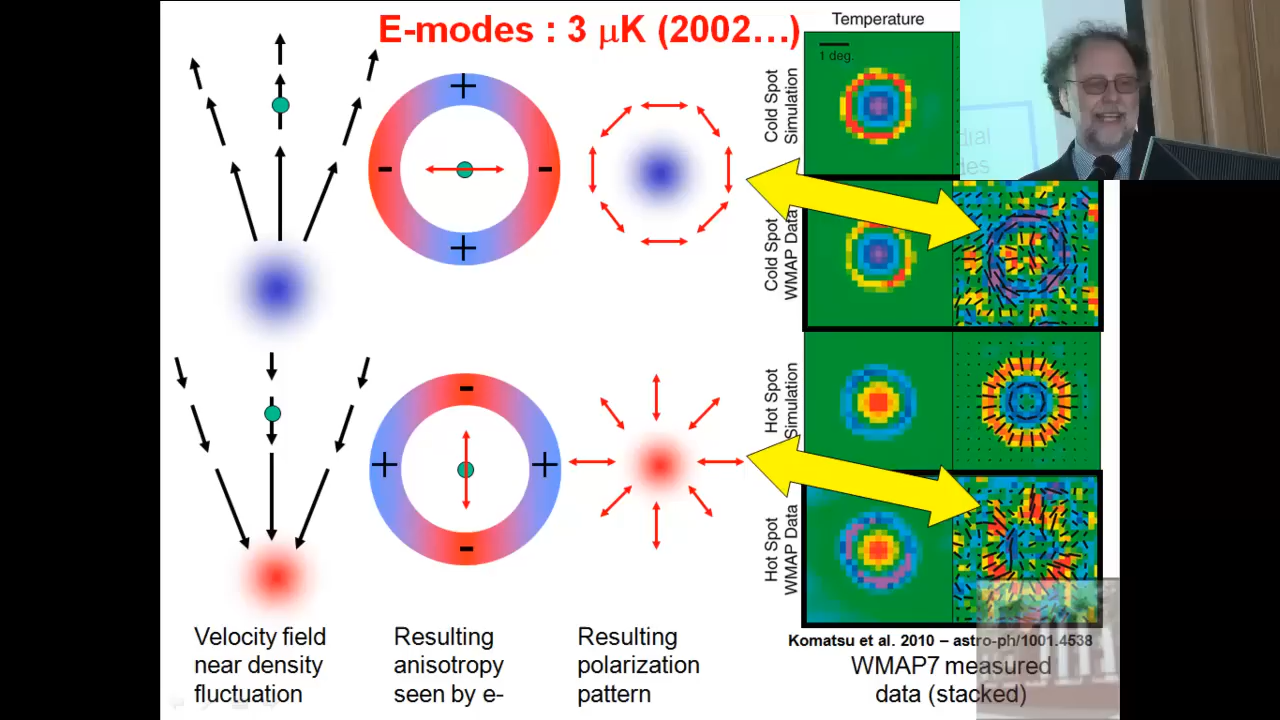 E-modes : 3 μK (2002…)
Temperature
1 deg.
Cold Spot
Simulation
Cold Spot
WMAP Data
Hot Spot
Simulation
Hot Spot
WMAP Data
+
-
-
+
-
+
+
-
Velocity field
near density
fluctuation
Resulting
anisotropy
seen by e-
Resulting
polarization
pattern
Komatsu et al. 2010 – astro-ph/1001.4538
WMAP7 measured
data (stacked)